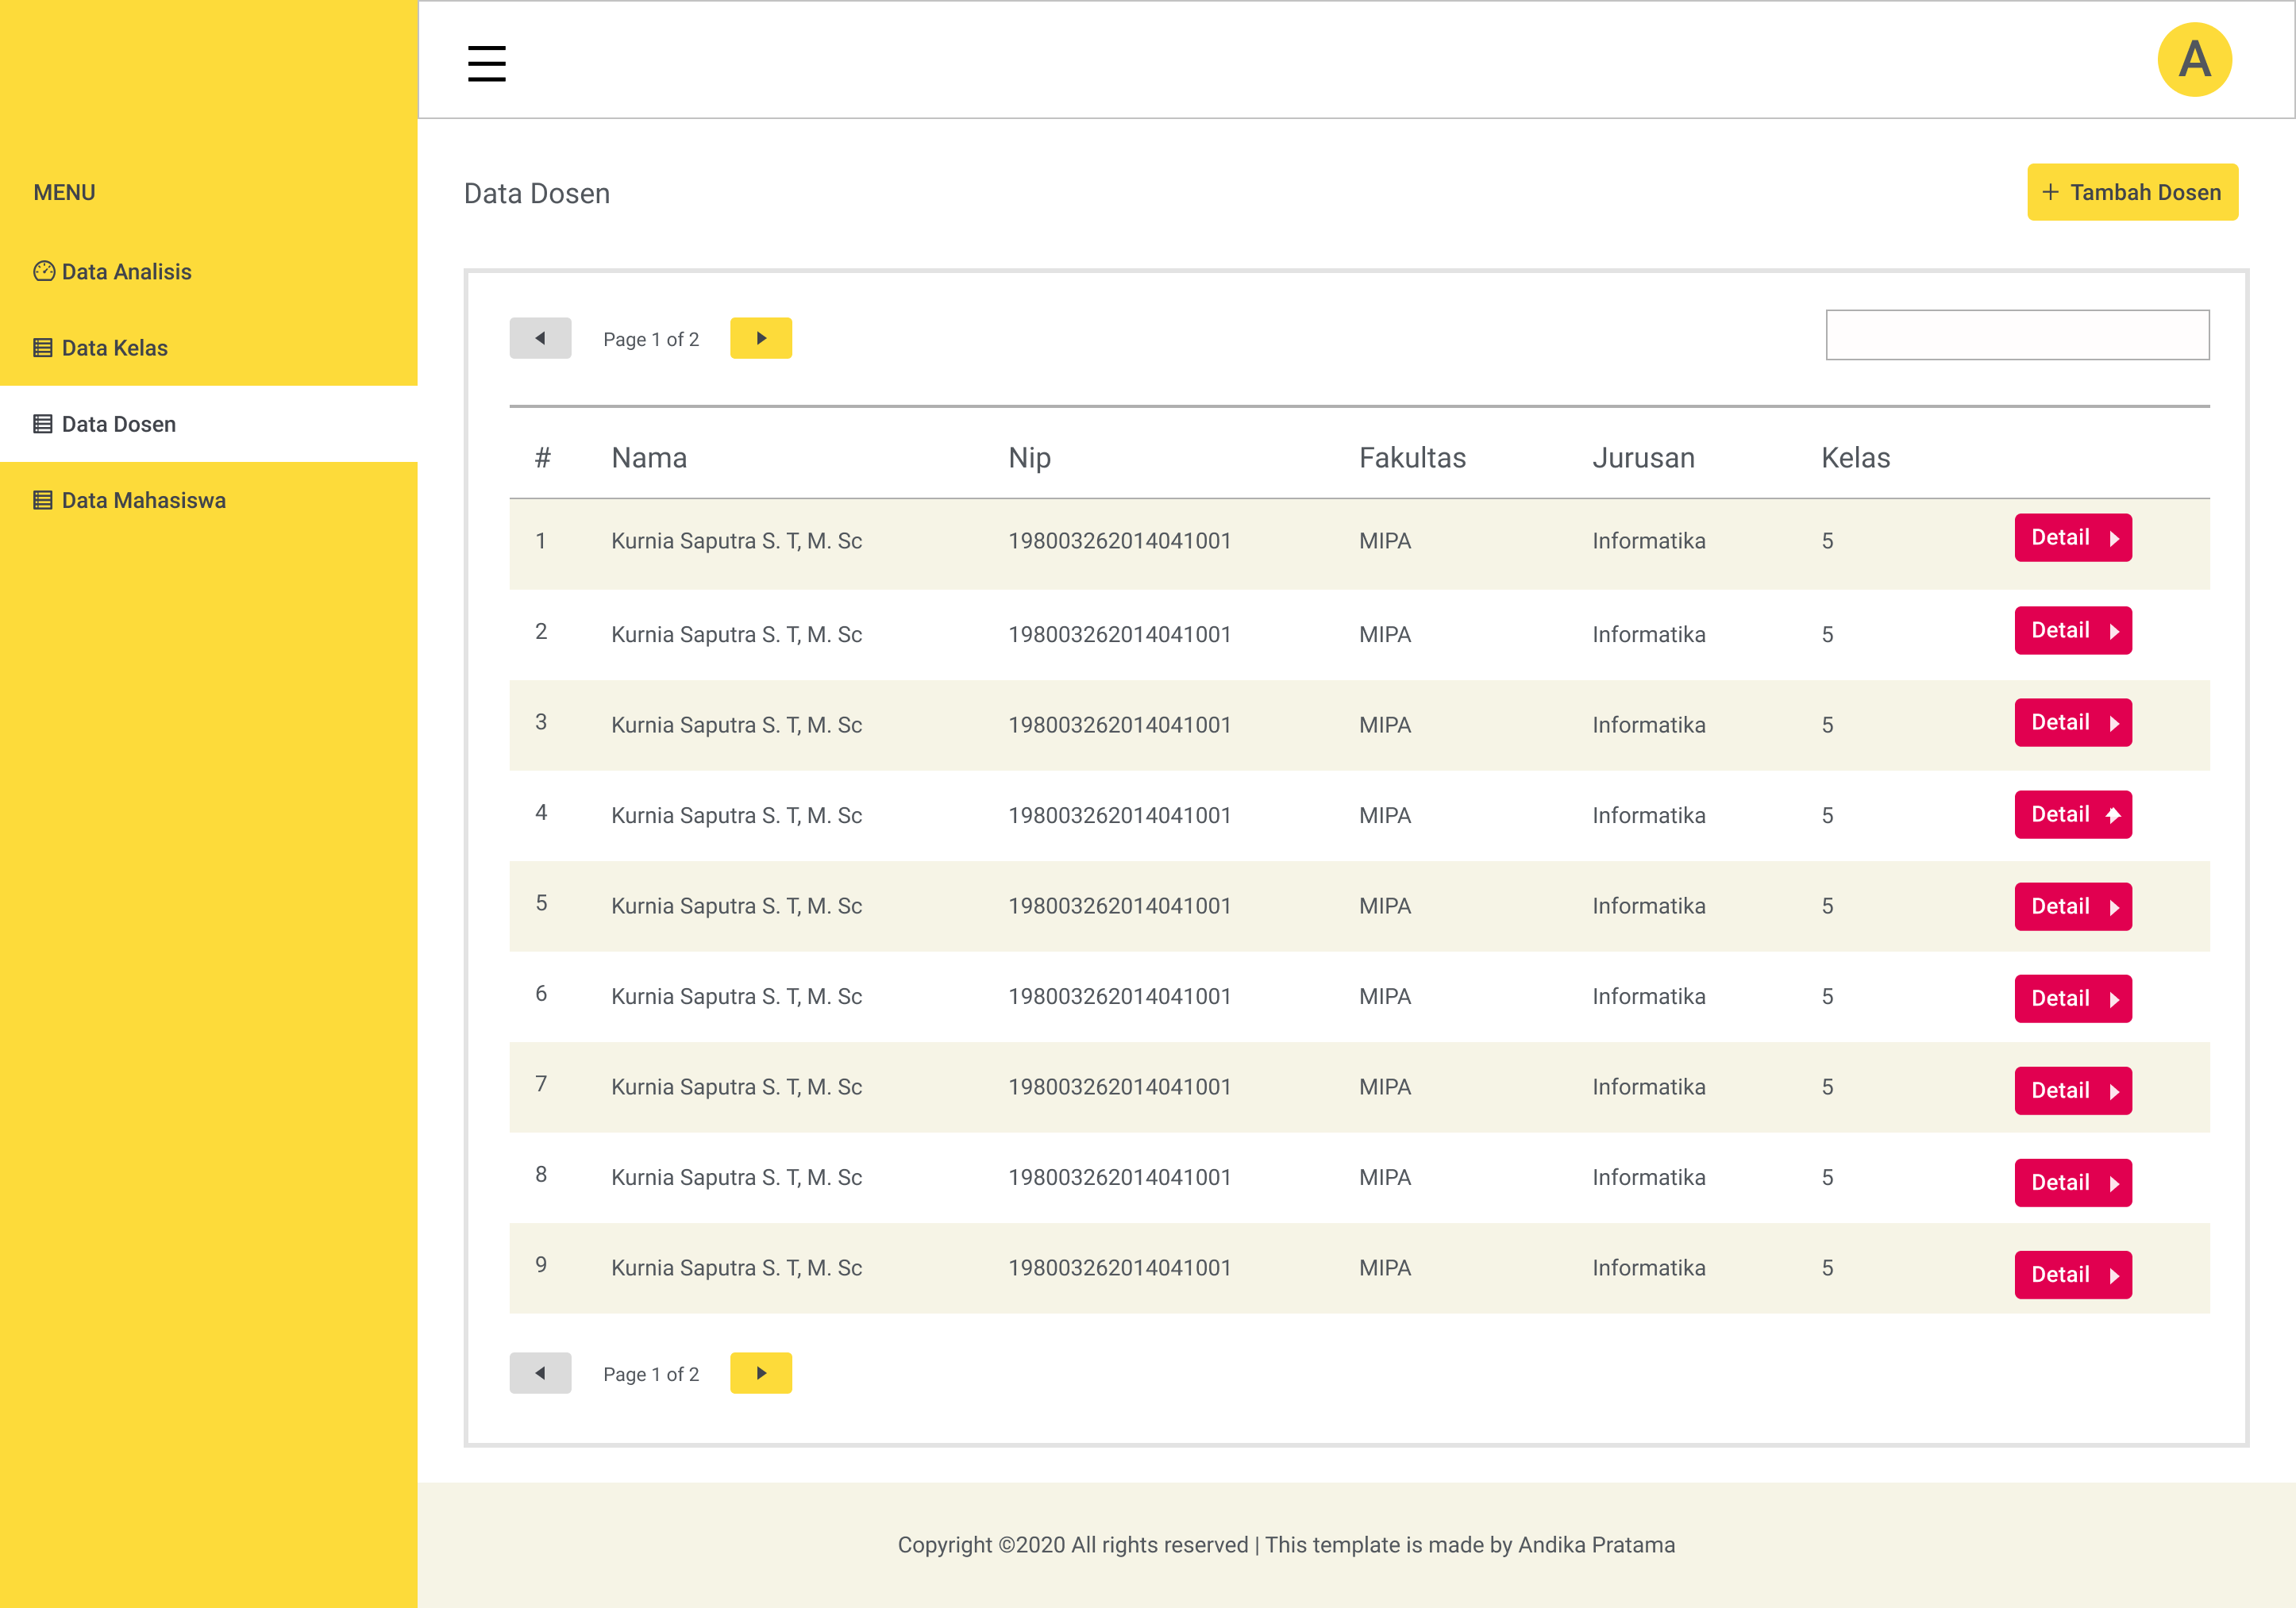 A
MENU
Data Analisis
Data Kelas
Data Dosen
Data Mahasiswa
Data Dosen
+ Tambah Dosen
Page 1 of 2
# Nama Nip Fakultas Jurusan Kelas
1 Kurnia Saputra S. T, M. Sc 198003262014041001 MIPA Informatika 5 Detail
2 Kurnia Saputra S. T, M. Sc 198003262014041001 MIPA Informatika 5 Detail
3 Kurnia Saputra S. T, M. Sc 198003262014041001 MIPA Informatika 5 Detail
4 Kurnia Saputra S. T, M. Sc 198003262014041001 MIPA Informatika 5 Detail
5 Kurnia Saputra S. T, M. Sc 198003262014041001 MIPA Informatika 5 Detail
6 Kurnia Saputra S. T, M. Sc 198003262014041001 MIPA Informatika 5 Detail
7 Kurnia Saputra S. T, M. Sc 198003262014041001 MIPA Informatika 5 Detail
8 Kurnia Saputra S. T, M. Sc 198003262014041001 MIPA Informatika 5 Detail
9 Kurnia Saputra S. T, M. Sc 198003262014041001 MIPA Informatika 5 Detail
Page 1 of 2
Copyright ©2020 All rights reserved | This template is made by Andika Pratama